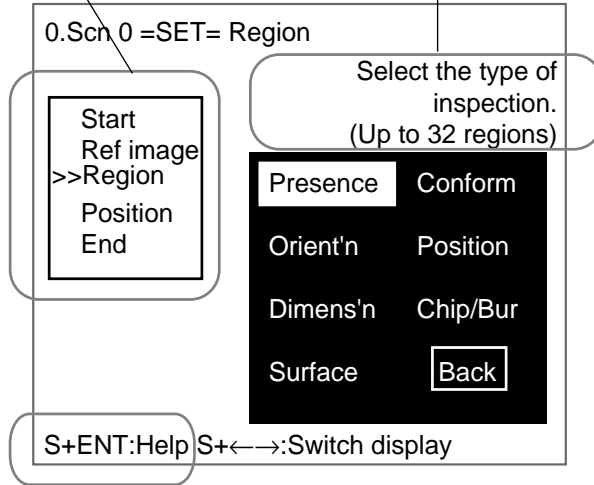 0.Scn 0 =SET= Region
Select the type of
inspection.
(Up to 32 regions)
Start
Ref image
>>Region
Position
End
Presence Conform
Orient'n Position
Dimens'n Chip/Bur
Surface Back
S+ENT:Help S+←→:Switch display